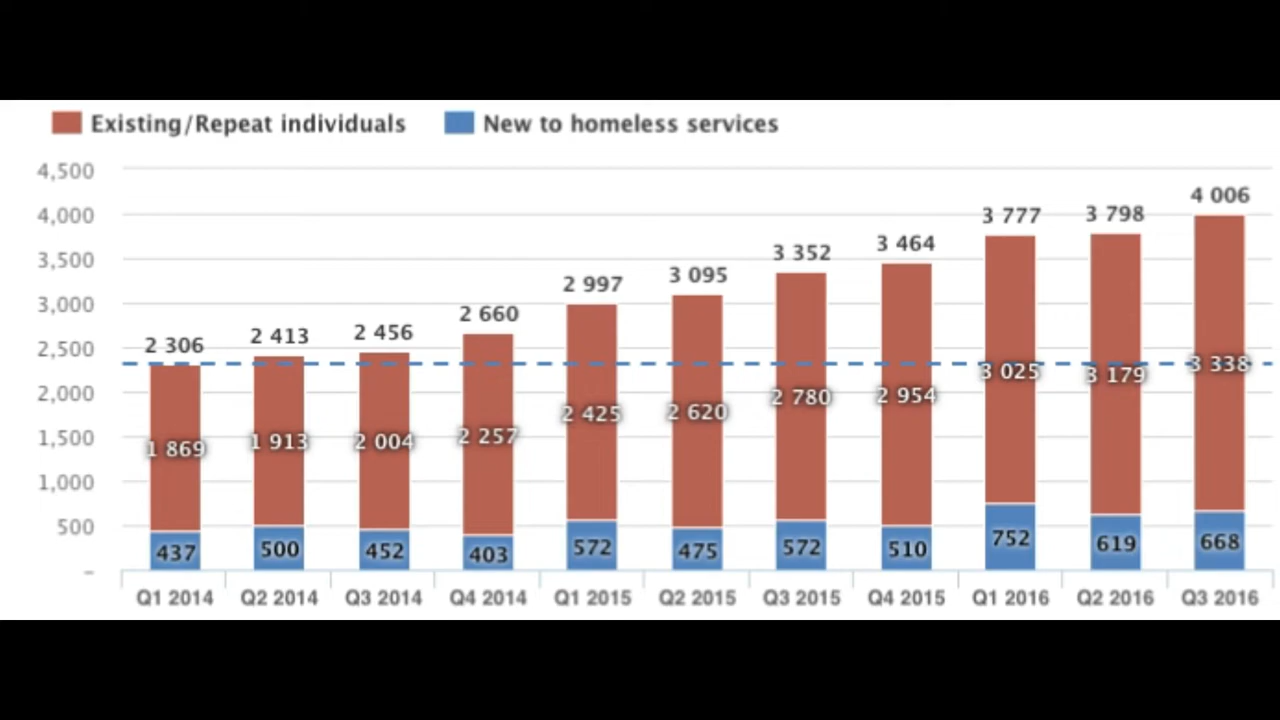 Existing/Repeat individuals New to homeless services
4,500
4,000
3,500
3,000
2,500
2,000
1,500
1,000
500
–
2 306 2 413 2 456 2 660 2 997 3 095 3 352 3 464 3 777 3 798 4 006
1 869 1 913 2 004 2 257 2 425 2 620 2 780 2 954 3 025 3 179 3 338
437 500 452 403 572 475 572 510 752 619 668
Q1 2014 Q2 2014 Q3 2014 Q4 2014 Q1 2015 Q2 2015 Q3 2015 Q4 2015 Q1 2016 Q2 2016 Q3 2016